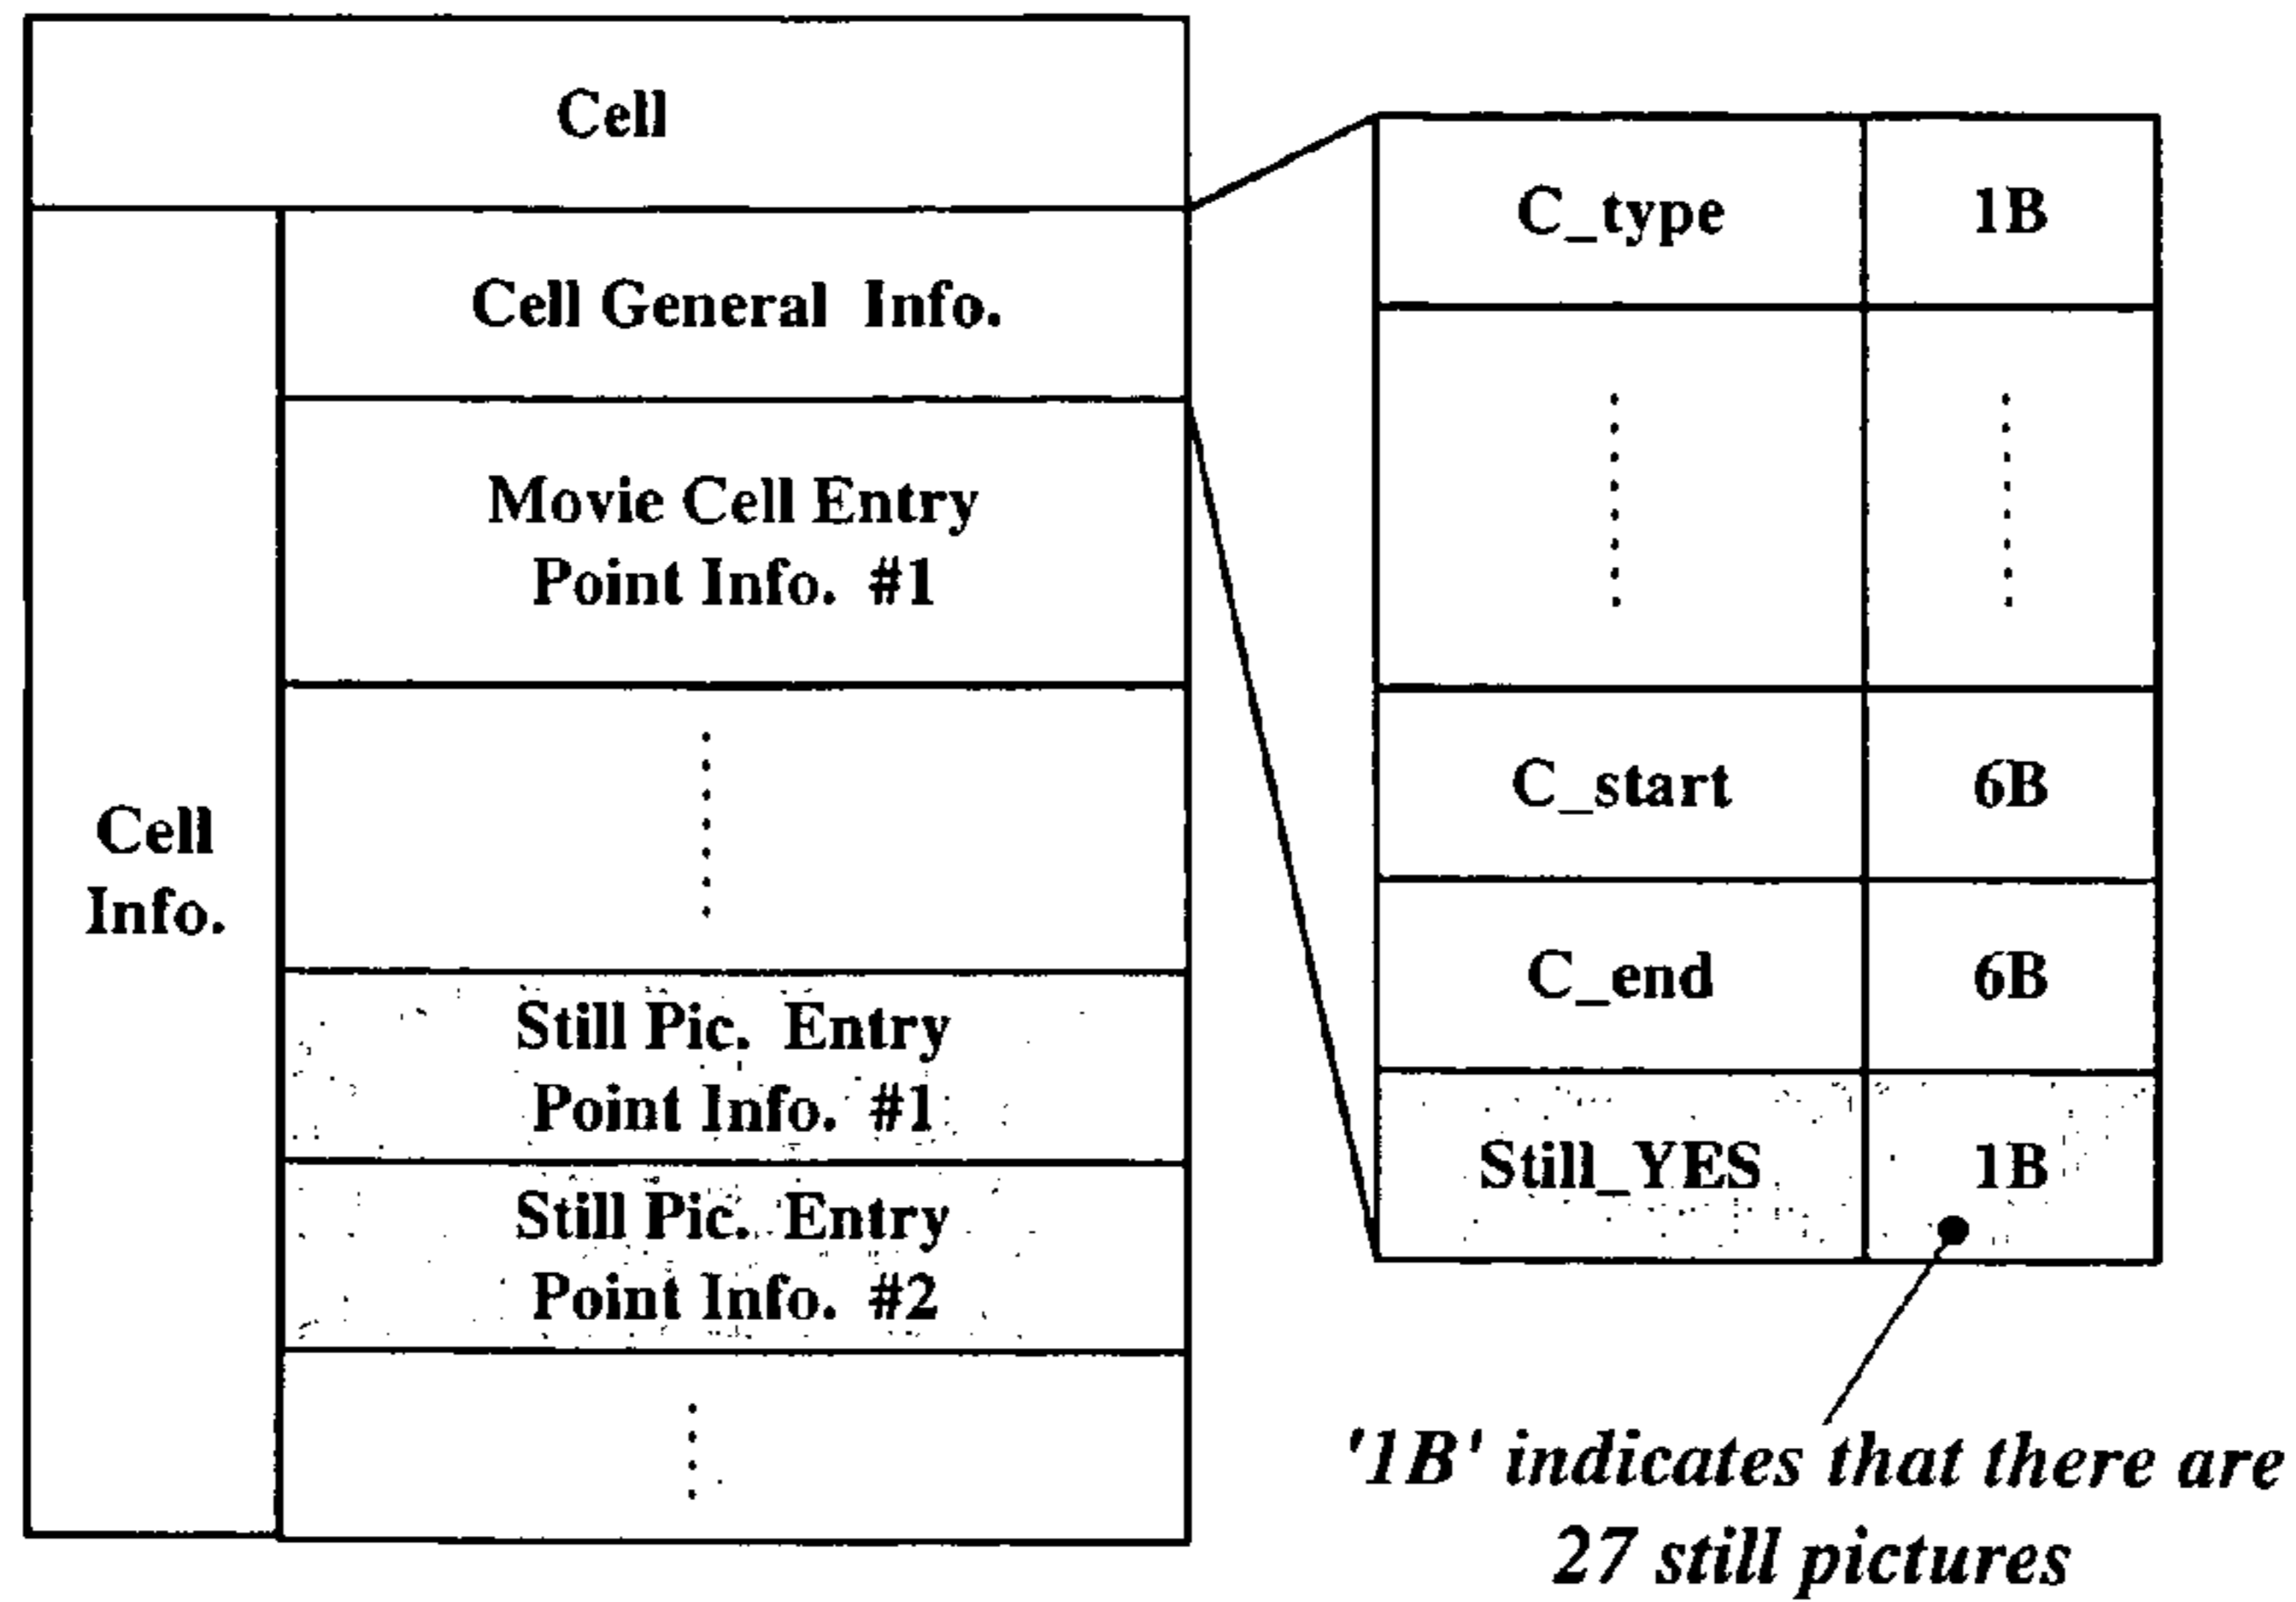 Cell
Cell
Info.
Cell General Info.
Movie Cell Entry
Point Info. #1
Still Pic. Entry
Point Info. #1
Still Pic. Entry
Point Info. #2
C_type 1B
C_start 6B
C_end 6B
Still_YES 1B
'1B' indicates that there are
27 still pictures